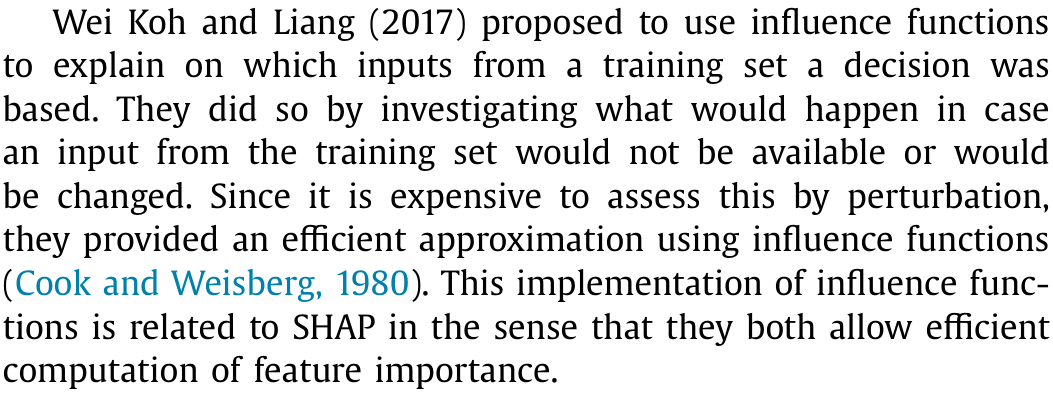 Wei Koh and Liang (2017) proposed to use influence functions
to explain on which inputs from a training set a decision was
based. They did so by investigating what would happen in case
an input from the training set would not be available or would
be changed. Since it is expensive to assess this by perturbation,
they provided an efficient approximation using influence functions
(Cook and Weisberg, 1980). This implementation of influence func-
tions is related to SHAP in the sense that they both allow efficient
computation of feature importance.